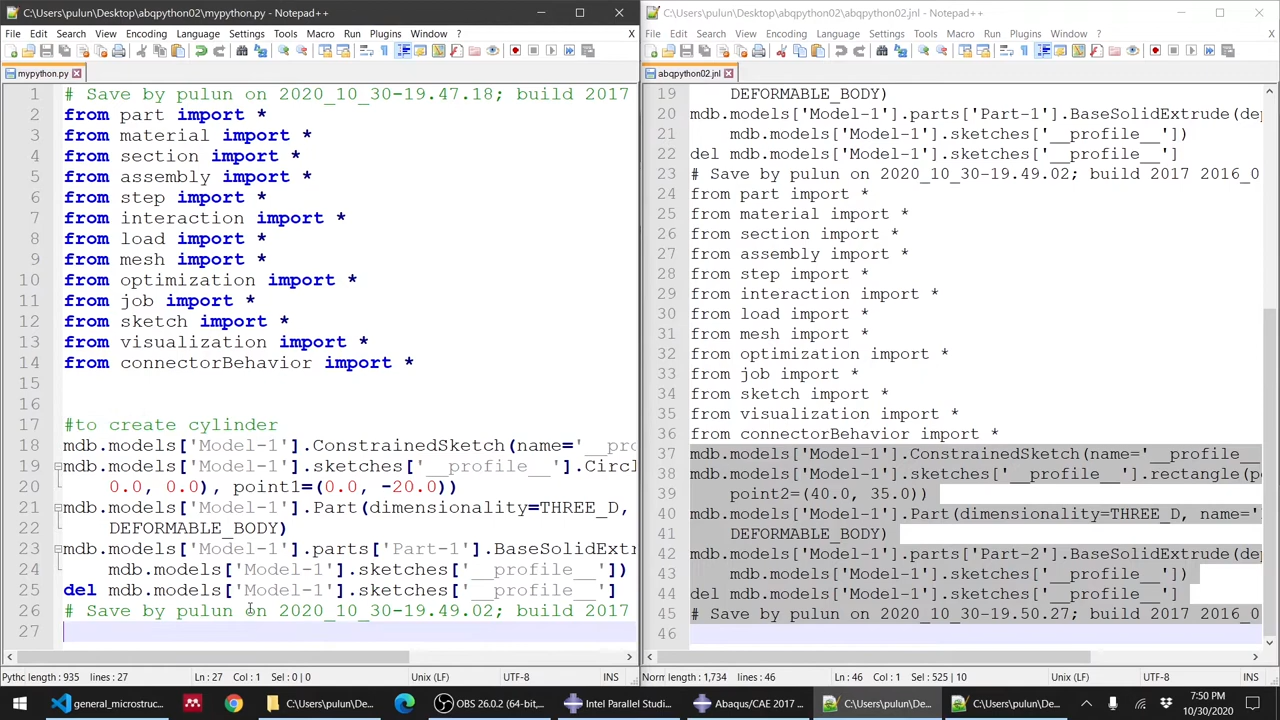 C:\Users\pulun\Desktop\abqpython02\mypython.py - Notepad++
File Edit Search View Encoding Language Settings Tools Macro Run Plugins Window ? X
mypython.py
1 # Save by pulun on 2020_10_30-19.47.18; build 2017
2 from part import *
3 from material import *
4 from section import *
5 from assembly import *
6 from step import *
7 from interaction import *
8 from load import *
9 from mesh import *
10 from optimization import *
11 from job import *
12 from sketch import *
13 from visualization import *
14 from connectorBehavior import *
15
16
17 #to create cylinder
18 mdb.models['Model-1'].ConstrainedSketch(name='__pro
19 mdb.models['Model-1'].sketches['__profile__'].Circl
20 0.0, 0.0), point1=(0.0, -20.0))
21 mdb.models['Model-1'].Part(dimensionality=THREE_D,
22 DEFORMABLE_BODY)
23 mdb.models['Model-1'].parts['Part-1'].BaseSolidExtr
24 mdb.models['Model-1'].sketches['__profile__'])
25 del mdb.models['Model-1'].sketches['__profile__']
26 # Save by pulun on 2020_10_30-19.49.02; build 2017
27
Pythc length : 935 lines : 27 Ln : 27 Col : 1 Sel : 0 | 0 Unix (LF) UTF-8 INS
C:\Users\pulun\Desktop\abqpython02\abqpython02.jnl - Notepad++
File Edit Search View Encoding Language Settings Tools Macro Run Plugins Window ? X
abqpython02.jnl
19 DEFORMABLE_BODY)
20 mdb.models['Model-1'].parts['Part-1'].BaseSolidExtrude(dep
21 mdb.models['Model-1'].sketches['__profile__'])
22 del mdb.models['Model-1'].sketches['__profile__']
23 # Save by pulun on 2020_10_30-19.49.02; build 2017 2016_0
24 from part import *
25 from material import *
26 from section import *
27 from assembly import *
28 from step import *
29 from interaction import *
30 from load import *
31 from mesh import *
32 from optimization import *
33 from job import *
34 from sketch import *
35 from visualization import *
36 from connectorBehavior import *
37 mdb.models['Model-1'].ConstrainedSketch(name='__profile__
38 mdb.models['Model-1'].sketches['__profile__'].rectangle(po
39 point2=(40.0, 35.0))
40 mdb.models['Model-1'].Part(dimensionality=THREE_D, name='
41 DEFORMABLE_BODY)
42 mdb.models['Model-1'].parts['Part-2'].BaseSolidExtrude(dep
43 mdb.models['Model-1'].sketches['__profile__'])
44 del mdb.models['Model-1'].sketches['__profile__']
45 # Save by pulun on 2020_10_30-19.50.27; build 2017 2016_0
46
Norm length : 1,734 lines : 46 Ln : 46 Col : 1 Sel : 525 | 10 Unix (LF) UTF-8 INS
general_microstruc... C:\Users\pulun\De... OBS 26.0.2 (64-bit,... Intel Parallel Studi... Abaqus/CAE 2017 ... C:\Users\pulun\De... C:\Users\pulun\De... 7:50 PM
10/30/2020